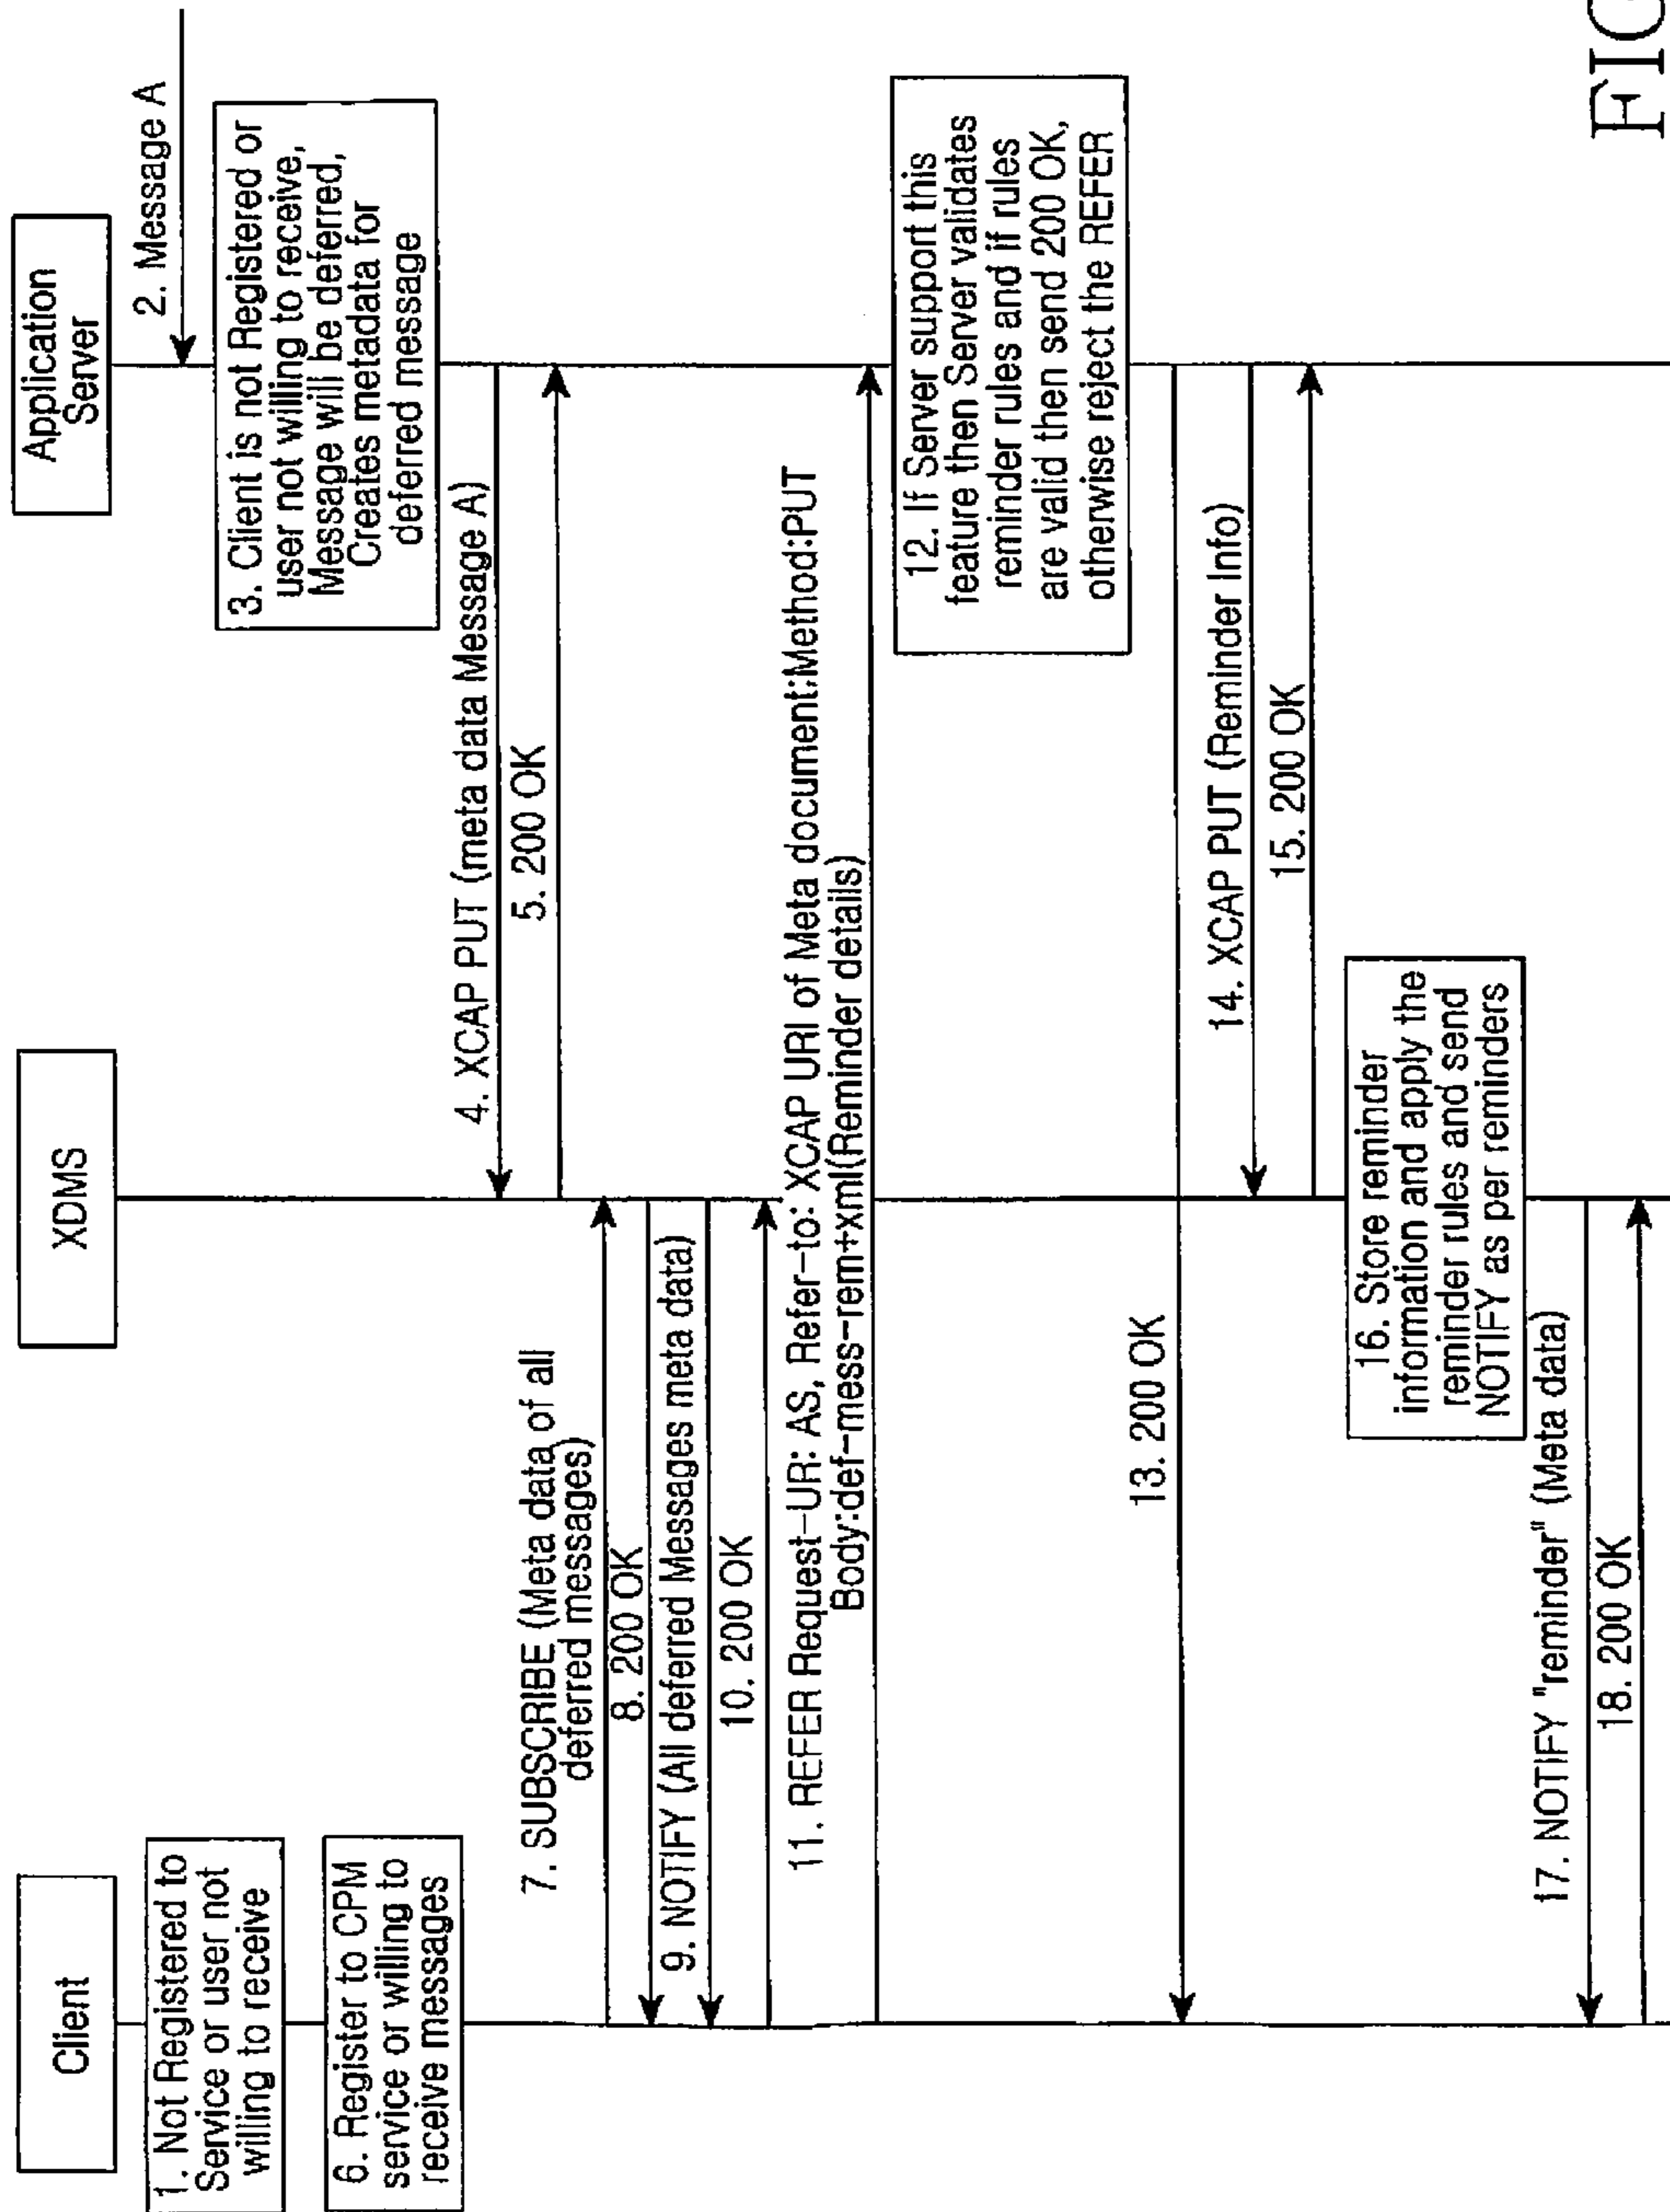 Client
XDMS
Application
Server
1. Not Registered to
Service or user not
willing to receive
2. Message A
3. Client is not Registered or
user not willing to receive,
Message will be deferred,
Creates metadata for
deferred message
4. XCAP PUT (meta data Message A)
5. 200 OK
6. Register to CPM
service or willing to
receive messages
7. SUBSCRIBE (Meta data of all
deferred messages)
8. 200 OK
9. NOTIFY (All deferred Messages meta data)
10. 200 OK
11. REFER Request-UR: AS, Refer-to: XCAP URI of Meta document:Method:PUT
Body:def-mess-rem+xml(Reminder details)
12. If Server support this
feature then Server validates
reminder rules and if rules
are valid then send 200 OK,
otherwise reject the REFER
13. 200 OK
14. XCAP PUT (Reminder Info)
15. 200 OK
16. Store reminder
information and apply the
reminder rules and send
NOTIFY as per reminders
17. NOTIFY "reminder" (Meta data)
18. 200 OK